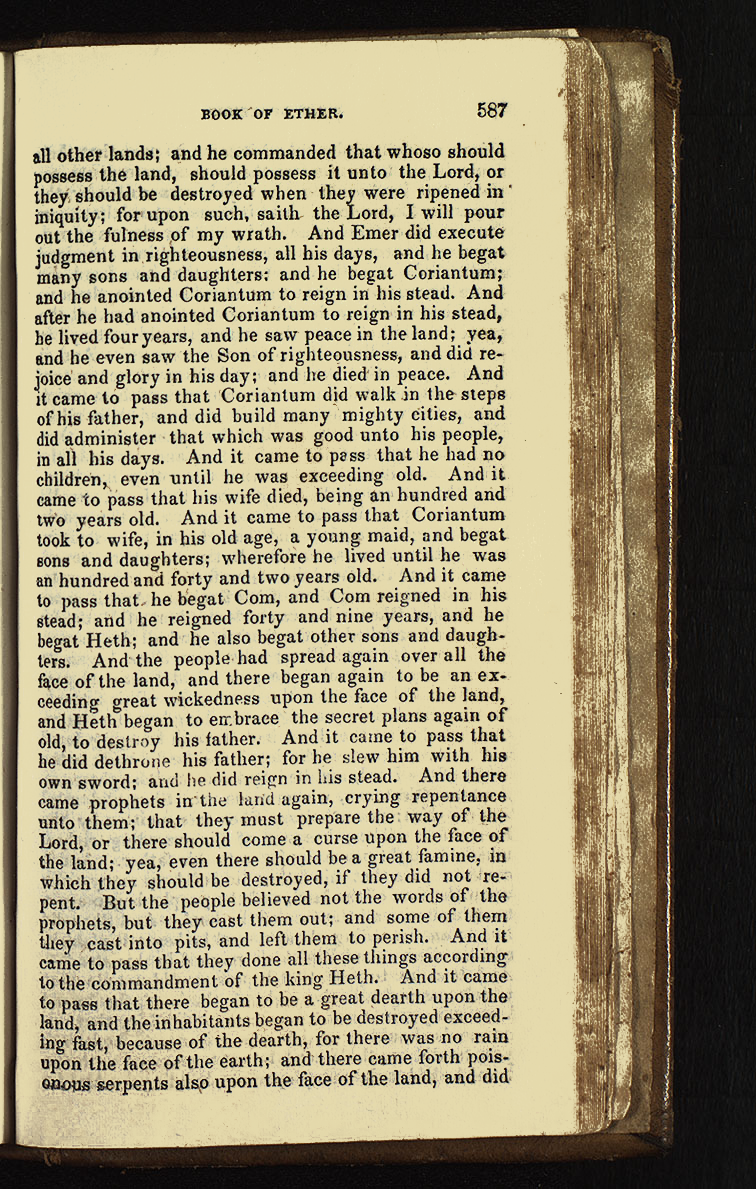 BOOK OF ETHER. 587
all other lands; and he commanded that whoso should
possess the land, should possess it unto the Lord, or
they should be destroyed when they were ripened in
iniquity; for upon such, saith the Lord, I will pour
out the fulness of my wrath. And Emer did execute
judgment in righteousness, all his days, and he begat
many sons and daughters: and he begat Coriantum;
and he anointed Coriantum to reign in his stead. And
after he had anointed Coriantum to reign in his stead,
he lived four years, and he saw peace in the land; yea,
and he even saw the Son of righteousness, and did re-
joice and glory in his day; and he died in peace. And
it came to pass that Coriantum did walk in the steps
of his father, and did build many mighty cities, and
did administer that which was good unto his people,
in all his days. And it came to pass that he had no
children, even until he was exceeding old. And it
came to pass that his wife died, being an hundred and
two years old. And it came to pass that Coriantum
took to wife, in his old age, a young maid, and begat
sons and daughters; wherefore he lived until he was
an hundred and forty and two years old. And it came
to pass that he begat Com, and Com reigned in his
stead; and he reigned forty and nine years, and he
begat Heth; and he also begat other sons and daugh-
ters. And the people had spread again over all the
face of the land, and there began again to be an ex-
ceeding great wickedness upon the face of the land,
and Heth began to embrace the secret plans again of
old, to destroy his father. And it came to pass that
he did dethrone his father; for he slew him with his
own sword; and he did reign in his stead. And there
came prophets in the land again, crying repentance
unto them; that they must prepare the way of the
Lord, or there should come a curse upon the face of
the land; yea, even there should be a great famine, in
which they should be destroyed, if they did not re-
pent. But the people believed not the words of the
prophets, but they cast them out; and some of them
they cast into pits, and left them to perish. And it
came to pass that they done all these things according
to the commandment of the king Heth. And it came
to pass that there began to be a great dearth upon the
land, and the inhabitants began to be destroyed exceed-
ing fast, because of the dearth, for there was no rain
upon the face of the earth; and there came forth pois-
onous serpents also upon the face of the land, and did